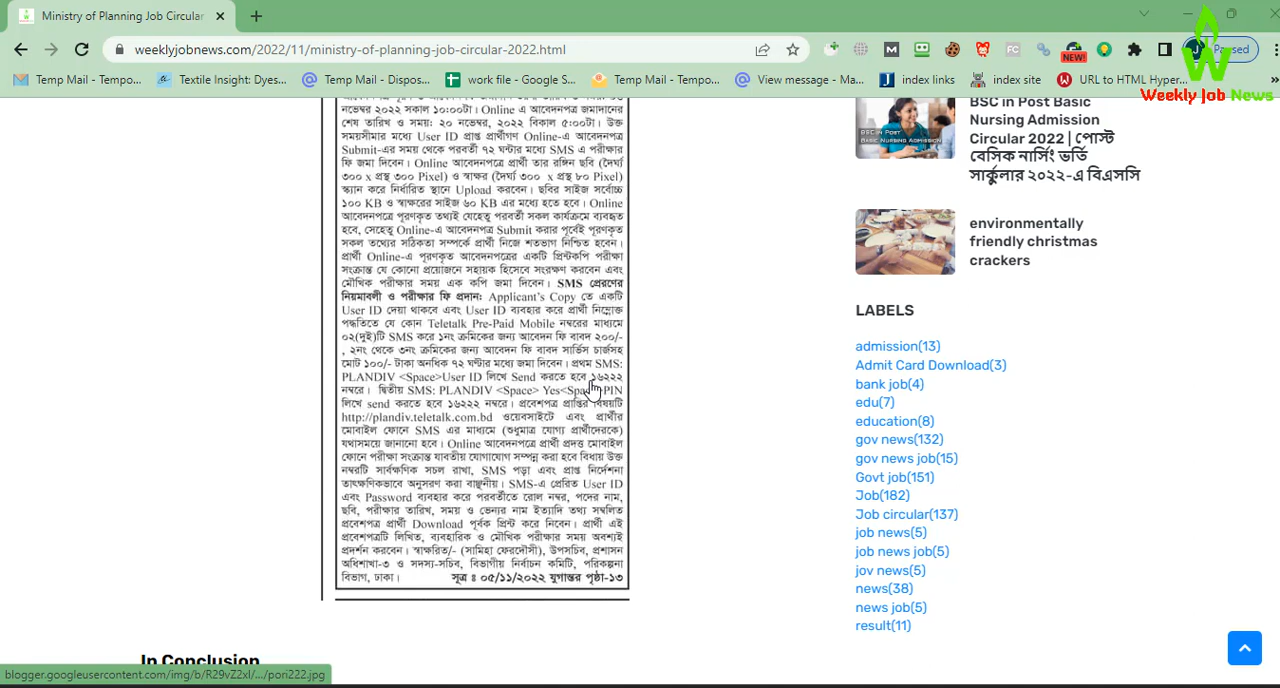 Ministry of Planning Job Circular
Paused
weeklyjobnews.com/2022/11/ministry-of-planning-job-circular-2022.html
NEW!
Temp Mail - Tempo...
Textile Insight: Dyes...
Temp Mail - Dispos...
work file - Google S...
Temp Mail - Tempo...
View message - Ma...
index links
index site
URL to HTML Hyper...
Weekly Job News
নভেম্বর ২০২২ সকাল ১০:০০টা। Online এ আবেদনপত্র জমাদানের
শেষ তারিখ ও সময়: ২০ নভেম্বর, ২০২২ বিকাল ৫:০০টা। উক্ত
সময়সীমার মধ্যে User ID প্রাপ্ত প্রার্থীগণ Online-এ আবেদনপত্র
Submit-এর সময় থেকে পরবর্তী ৭২ ঘন্টার মধ্যে SMS এ পরীক্ষার
ফি জমা দিবেন। Online আবেদনপত্রে প্রার্থী তার রঙ্গিন ছবি (দৈর্ঘ্য
৩০০ x প্রস্থ ৩০০ Pixel) ও স্বাক্ষর (দৈর্ঘ্য ৩০০ x প্রস্থ ৮০ Pixel)
স্ক্যান করে নির্ধারিত স্থানে Upload করবেন। ছবির সাইজ সর্বোচ্চ
১০০ KB ও স্বাক্ষরের সাইজ ৬০ KB এর মধ্যে হতে হবে। Online
আবেদনপত্রে পূরণকৃত তথ্যই যেহেতু পরবর্তী সকল কার্যক্রমে ব্যবহৃত
হবে, সেহেতু Online-এ আবেদনপত্র Submit করার পূর্বেই পূরণকৃত
সকল তথ্যের সঠিকতা সম্পর্কে প্রার্থী নিজে শতভাগ নিশ্চিত হবেন।
প্রার্থী Online-এ পূরণকৃত আবেদনপত্রের একটি প্রিন্টকপি পরীক্ষা
সংক্রান্ত যে কোনো প্রয়োজনে সহায়ক হিসেবে সংরক্ষণ করবেন এবং
মৌখিক পরীক্ষার সময় এক কপি জমা দিবেন। SMS প্রেরণের
নিয়মাবলী ও পরীক্ষার ফি প্রদান: Applicant's Copy তে একটি
User ID দেয়া থাকবে এবং User ID ব্যবহার করে প্রার্থী নিম্নোক্ত
পদ্ধতিতে যে কোন Teletalk Pre-Paid Mobile নম্বরের মাধ্যমে
০২(দুই)টি SMS করে ১নং ক্রমিকের জন্য আবেদন ফি বাবদ ২০০/-
, ২নং থেকে ৩নং ক্রমিকের জন্য আবেদন ফি বাবদ সার্ভিস চার্জসহ
মোট ১০০/- টাকা অনধিক ৭২ ঘণ্টার মধ্যে জমা দিবেন। প্রথম SMS:
PLANDIV <Space>User ID লিখে Send করতে হবে ১৬২২২
নম্বরে। দ্বিতীয় SMS: PLANDIV <Space> Yes<Space>PIN
লিখে send করতে হবে ১৬২২২ নম্বরে। প্রবেশপত্র প্রাপ্তির বিষয়টি
http://plandiv.teletalk.com.bd ওয়েবসাইটে এবং প্রার্থীর
মোবাইল ফোনে SMS এর মাধ্যমে (শুধুমাত্র যোগ্য প্রার্থীদেরকে)
যথাসময়ে জানানো হবে। Online আবেদনপত্রে প্রার্থী প্রদত্ত মোবাইল
ফোনে পরীক্ষা সংক্রান্ত যাবতীয় যোগাযোগ সম্পন্ন করা হবে বিধায় উক্ত
নম্বরটি সার্বক্ষণিক সচল রাখা, SMS পড়া এবং প্রাপ্ত নির্দেশনা
তাৎক্ষণিকভাবে অনুসরণ করা বাঞ্ছনীয়। SMS-এ প্রেরিত User ID
এবং Password ব্যবহার করে পরবর্তীতে রোল নম্বর, পদের নাম,
ছবি, পরীক্ষার তারিখ, সময় ও ভেন্যুর নাম ইত্যাদি তথ্য সম্বলিত
প্রবেশপত্র প্রার্থী Download পূর্বক প্রিন্ট করে নিবেন। প্রার্থী এই
প্রবেশপত্রটি লিখিত, ব্যবহারিক ও মৌখিক পরীক্ষার সময় অবশ্যই
প্রদর্শন করবেন। স্বাক্ষরিত/- (সামিহা ফেরদৌসী), উপসচিব, প্রশাসন
অধিশাখা-৩ ও সদস্য-সচিব, বিভাগীয় নির্বাচন কমিটি, পরিকল্পনা
বিভাগ, ঢাকা। সূত্র : ০৫/১১/২০২২ যুগান্তর পৃষ্ঠা-১৩
In Conclusion
BSC IN POST
BASIC NURSING ADMISSION
BSC in Post Basic
Nursing Admission
Circular 2022 | পোস্ট
বেসিক নার্সিং ভর্তি
সার্কুলার ২০২২-এ বিএসসি
environmentally
friendly christmas
crackers
LABELS
admission(13)
Admit Card Download(3)
bank job(4)
edu(7)
education(8)
gov news(132)
gov news job(15)
Govt job(151)
Job(182)
Job circular(137)
job news(5)
job news job(5)
jov news(5)
news(38)
news job(5)
result(11)
blogger.googleusercontent.com/img/b/R29vZ2xl/.../pori222.jpg